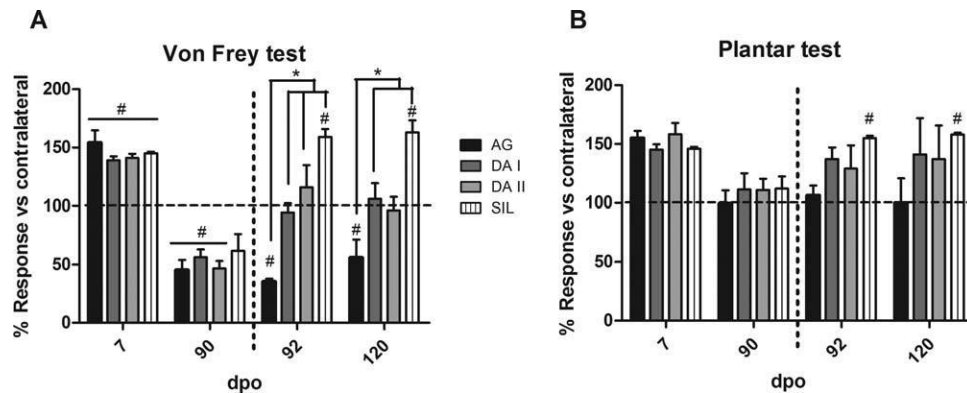 A
Von Frey test
% Response vs contralateral
200
150
100
50
0
#
#
*
#
#
*
#
#
7
90
92
120
dpo
AG
DA I
DA II
SIL
B
Plantar test
% Response vs contralateral
200
150
100
50
0
#
#
7
90
92
120
dpo